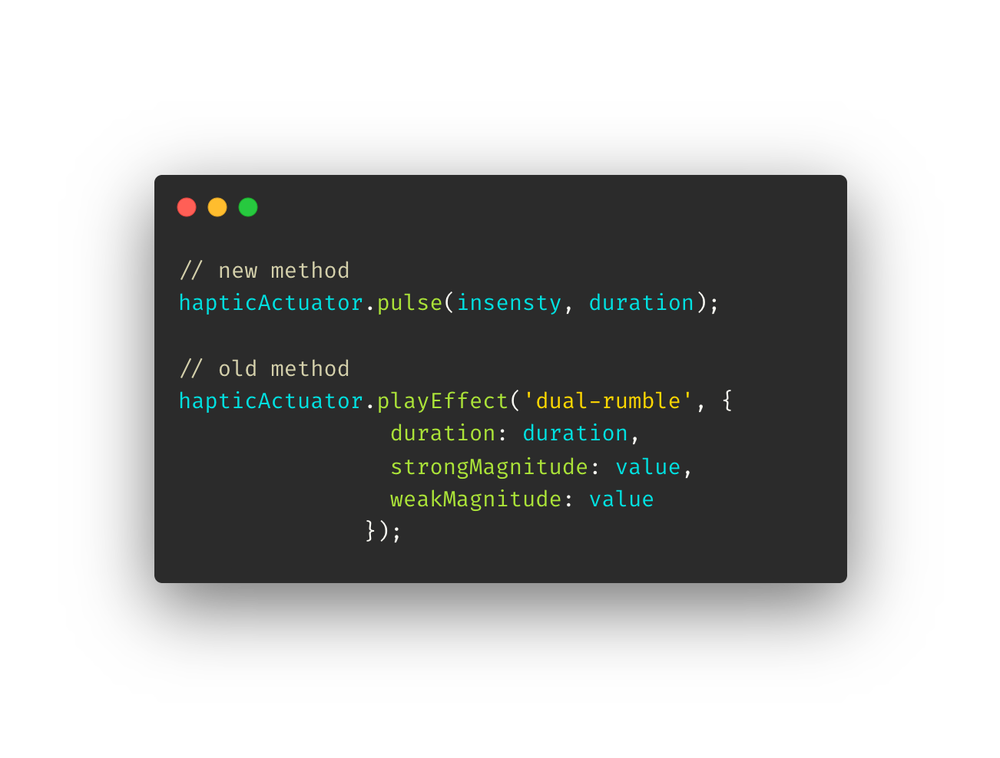 // new method
hapticActuator.pulse(insensty, duration);
// old method
hapticActuator.playEffect('dual-rumble', {
duration: duration,
strongMagnitude: value,
weakMagnitude: value
});